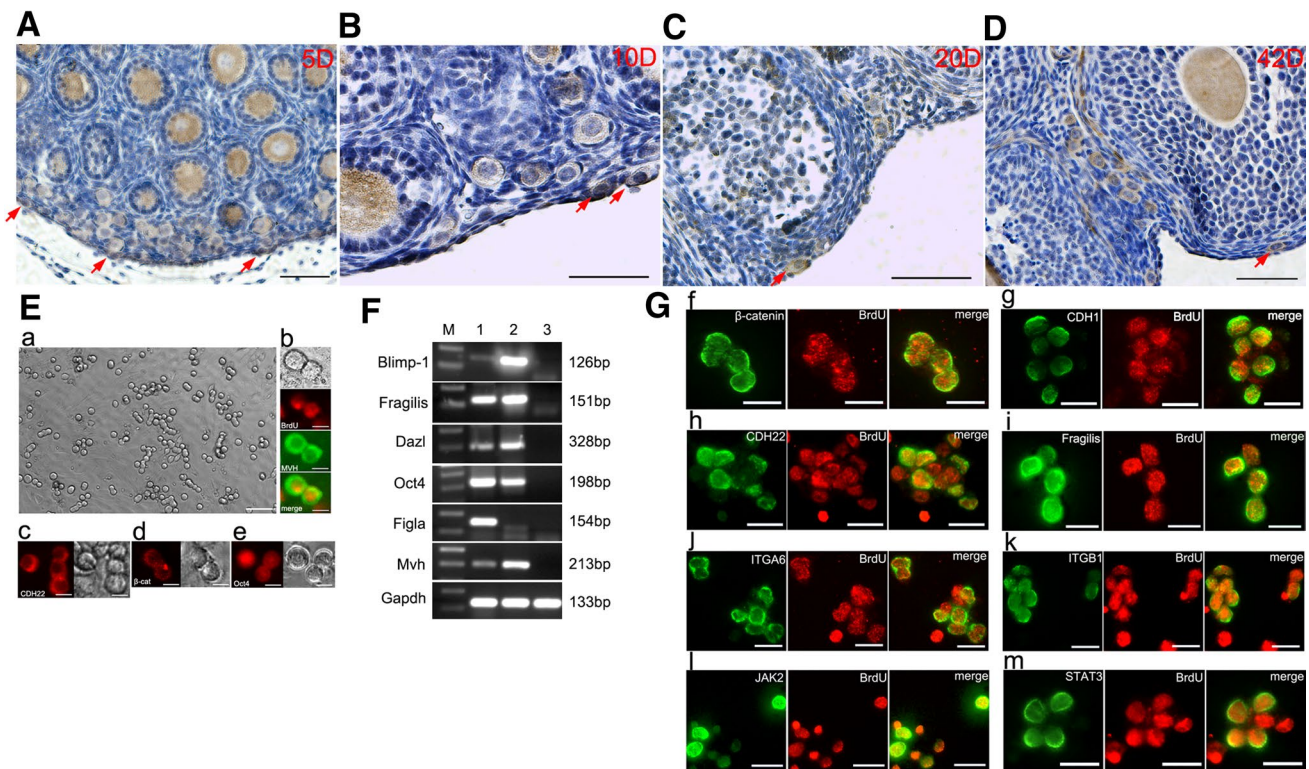 A
5D
B
10D
C
20D
D
42D
E
a
b
BrdU
MVH
merge
c
CDH22
d
β-cat
e
Oct4
F
M 1 2 3
Blimp-1 126bp
Fragilis 151bp
Dazl 328bp
Oct4 198bp
Figla 154bp
Mvh 213bp
Gapdh 133bp
G
f
β-catenin BrdU merge
g
CDH1 BrdU merge
h
CDH22 BrdU merge
i
Fragilis BrdU merge
j
ITGA6 BrdU merge
k
ITGB1 BrdU merge
l
JAK2 BrdU merge
m
STAT3 BrdU merge